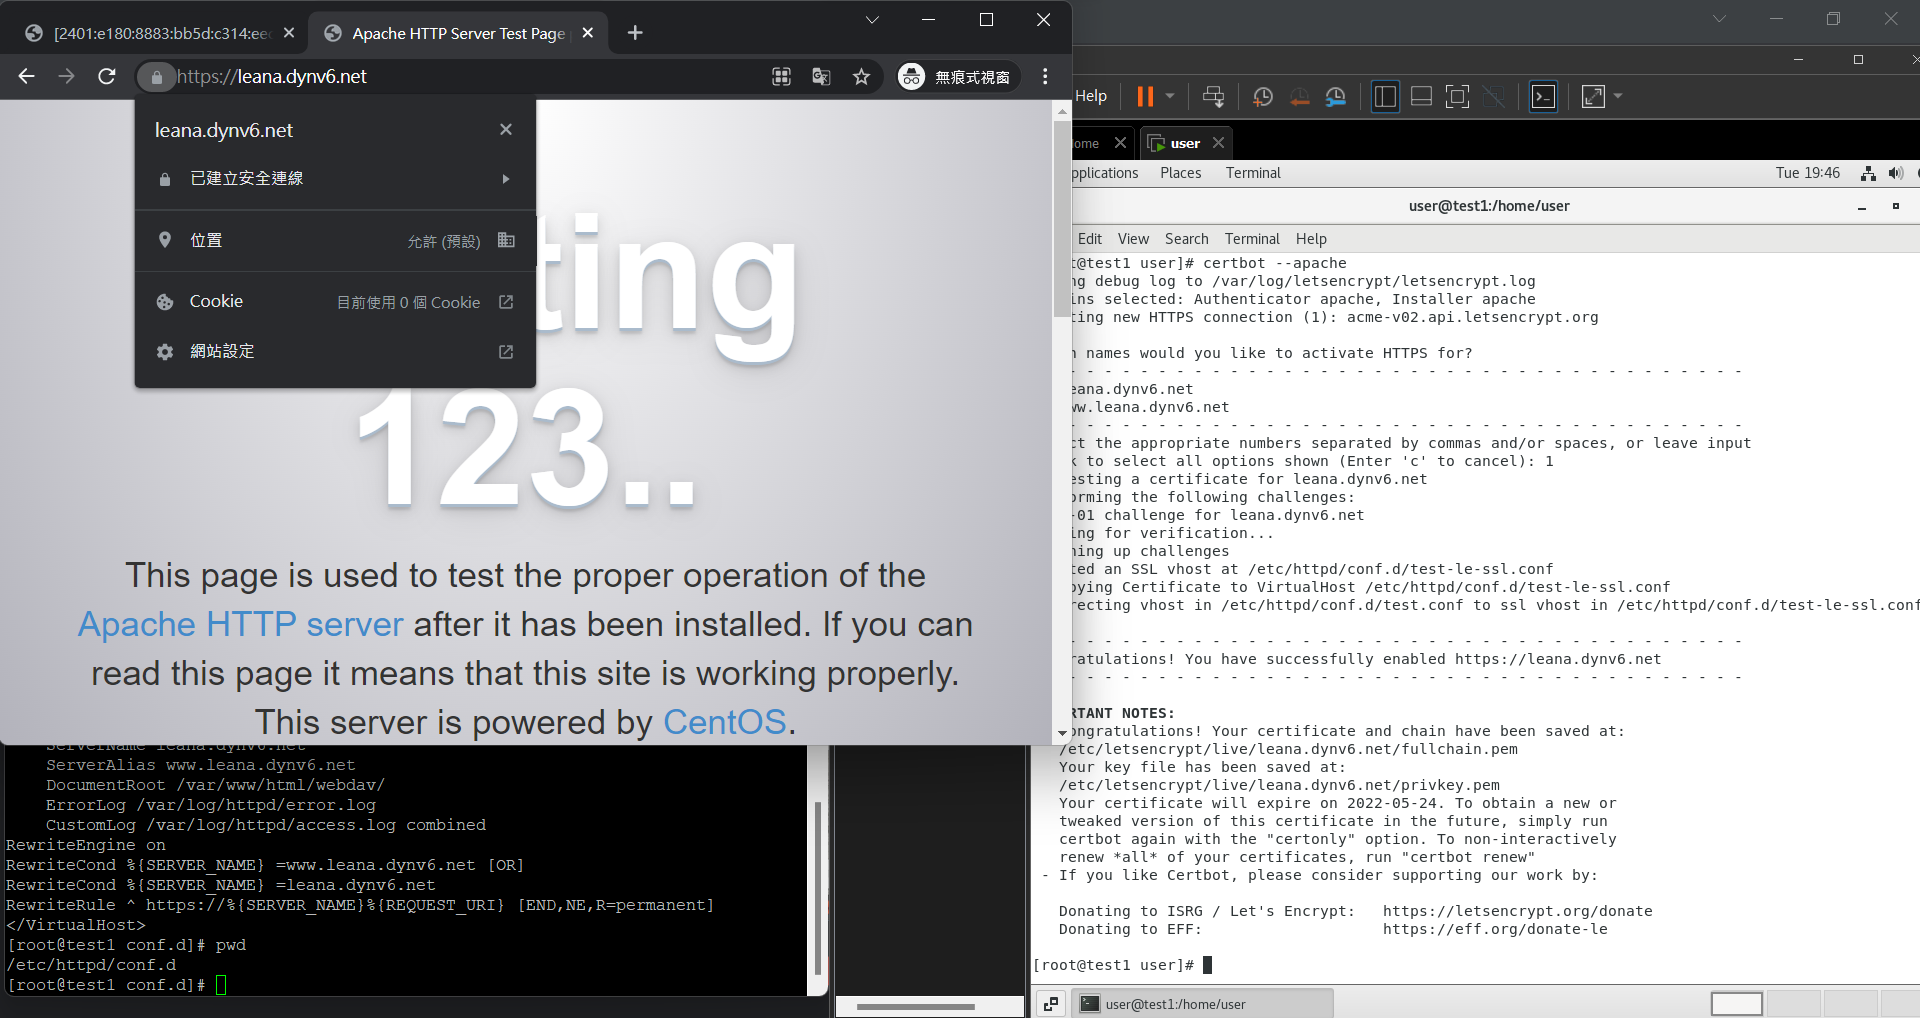 [2401:e180:8883:bb5d:c314:eec
Apache HTTP Server Test Page
https://leana.dynv6.net
無痕式視窗
leana.dynv6.net
已建立安全連線
位置
允許 (預設)
Cookie
目前使用 0 個 Cookie
網站設定
ting
123..
This page is used to test the proper operation of the
Apache HTTP server after it has been installed. If you can
read this page it means that this site is working properly.
This server is powered by CentOS.
ServerName leana.dynv6.net
ServerAlias www.leana.dynv6.net
DocumentRoot /var/www/html/webdav/
ErrorLog /var/log/httpd/error.log
CustomLog /var/log/httpd/access.log combined
RewriteEngine on
RewriteCond %{SERVER_NAME} =www.leana.dynv6.net [OR]
RewriteCond %{SERVER_NAME} =leana.dynv6.net
RewriteRule ^ https://%{SERVER_NAME}%{REQUEST_URI} [END,NE,R=permanent]
</VirtualHost>
[root@test1 conf.d]# pwd
/etc/httpd/conf.d
[root@test1 conf.d]#
Help
ome
user
pplications Places Terminal
Tue 19:46
user@test1:/home/user
Edit View Search Terminal Help
t@test1 user]# certbot --apache
ng debug log to /var/log/letsencrypt/letsencrypt.log
ins selected: Authenticator apache, Installer apache
ting new HTTPS connection (1): acme-v02.api.letsencrypt.org
h names would you like to activate HTTPS for?
- - - - - - - - - - - - - - - - - - - - - - - - - - - - - - - - - - - - - -
eana.dynv6.net
ww.leana.dynv6.net
- - - - - - - - - - - - - - - - - - - - - - - - - - - - - - - - - - - - - -
ct the appropriate numbers separated by commas and/or spaces, or leave input
k to select all options shown (Enter 'c' to cancel): 1
esting a certificate for leana.dynv6.net
orming the following challenges:
-01 challenge for leana.dynv6.net
ing for verification...
ning up challenges
ted an SSL vhost at /etc/httpd/conf.d/test-le-ssl.conf
oying Certificate to VirtualHost /etc/httpd/conf.d/test-le-ssl.conf
recting vhost in /etc/httpd/conf.d/test.conf to ssl vhost in /etc/httpd/conf.d/test-le-ssl.conf
- - - - - - - - - - - - - - - - - - - - - - - - - - - - - - - - - - - - - -
ratulations! You have successfully enabled https://leana.dynv6.net
- - - - - - - - - - - - - - - - - - - - - - - - - - - - - - - - - - - - - -
RTANT NOTES:
ongratulations! Your certificate and chain have been saved at:
/etc/letsencrypt/live/leana.dynv6.net/fullchain.pem
Your key file has been saved at:
/etc/letsencrypt/live/leana.dynv6.net/privkey.pem
Your certificate will expire on 2022-05-24. To obtain a new or
tweaked version of this certificate in the future, simply run
certbot again with the "certonly" option. To non-interactively
renew *all* of your certificates, run "certbot renew"
- If you like Certbot, please consider supporting our work by:
Donating to ISRG / Let's Encrypt: https://letsencrypt.org/donate
Donating to EFF: https://eff.org/donate-le
[root@test1 user]#
user@test1:/home/user